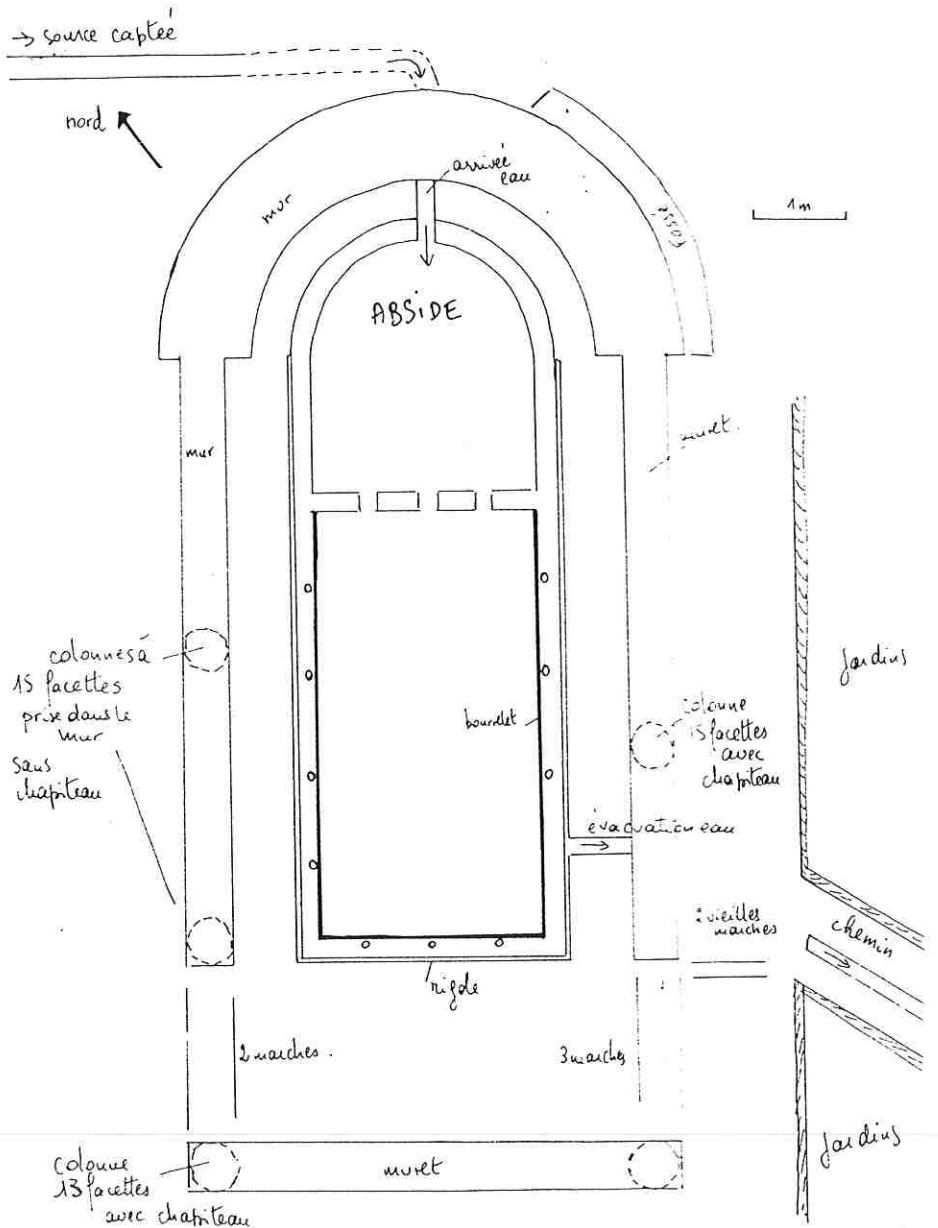 → source captée
nord
arrivée
eau
mur
fossé
1m
ABSIDE
mur
muret.
colonnes à
15 facettes
prise dans le
mur
sans
chapiteau
bourrelet
colonne
15 facettes
avec
chapiteau
jardins
évacuation eau
2 vieilles
marches
chemin
rigole
2 marches.
3 marches
jardins
colonne
13 facettes
avec chapiteau
muret